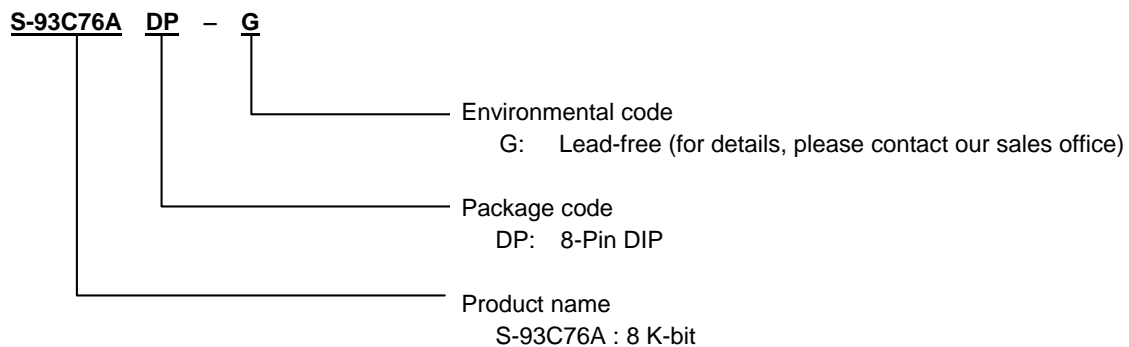 S-93C76A DP – G
Environmental code
G: Lead-free (for details, please contact our sales office)
Package code
DP: 8-Pin DIP
Product name
S-93C76A : 8 K-bit